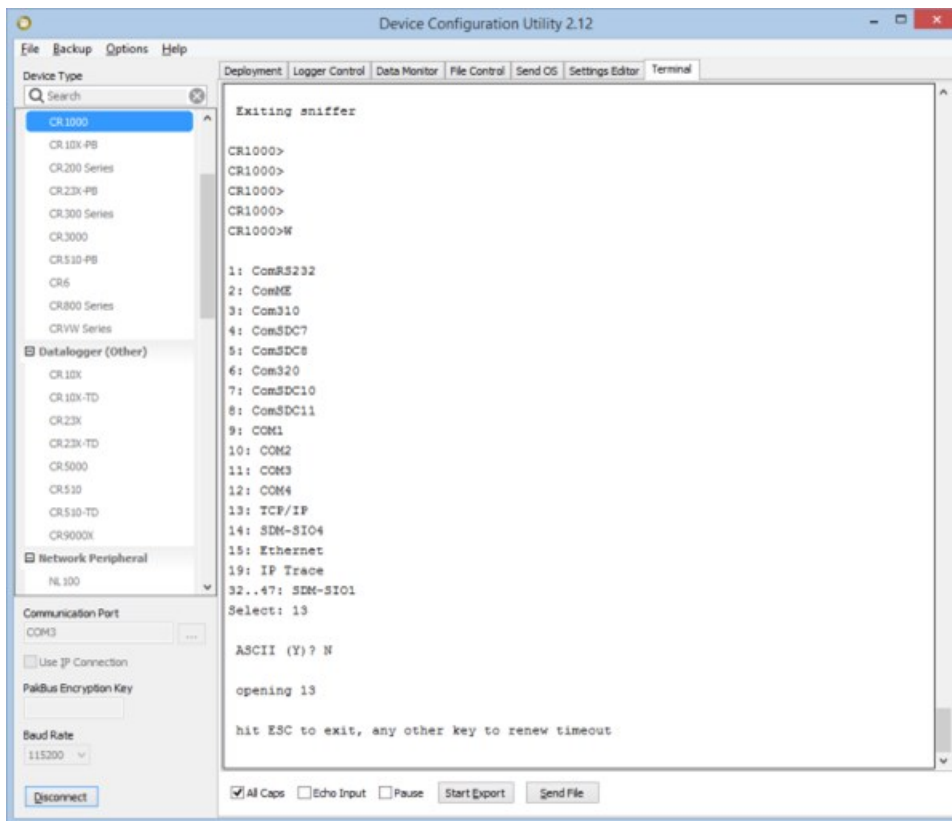 Device Configuration Utility 2.12
File Backup Options Help
Device Type
Search
CR1000
CR10X-PB
CR200 Series
CR23X-PB
CR300 Series
CR3000
CR510-PB
CR6
CR800 Series
CRVW Series
Datalogger (Other)
CR10X
CR10X-TD
CR23X
CR23X-TD
CR5000
CR510
CR510-TD
CR9000X
Network Peripheral
NL100
Communication Port
COM3
...
Use IP Connection
PakBus Encryption Key
Baud Rate
115200
Disconnect
Deployment Logger Control Data Monitor File Control Send OS Settings Editor Terminal
Exiting sniffer
CR1000>
CR1000>
CR1000>
CR1000>
CR1000>W
1: ComRS232
2: ComME
3: Com310
4: ComSDC7
5: ComSDC8
6: Com320
7: ComSDC10
8: ComSDC11
9: COM1
10: COM2
11: COM3
12: COM4
13: TCP/IP
14: SDM-SIO4
15: Ethernet
19: IP Trace
32..47: SDM-SIO1
Select: 13
ASCII (Y)? N
opening 13
hit ESC to exit, any other key to renew timeout
All Caps Echo Input Pause Start Export Send File